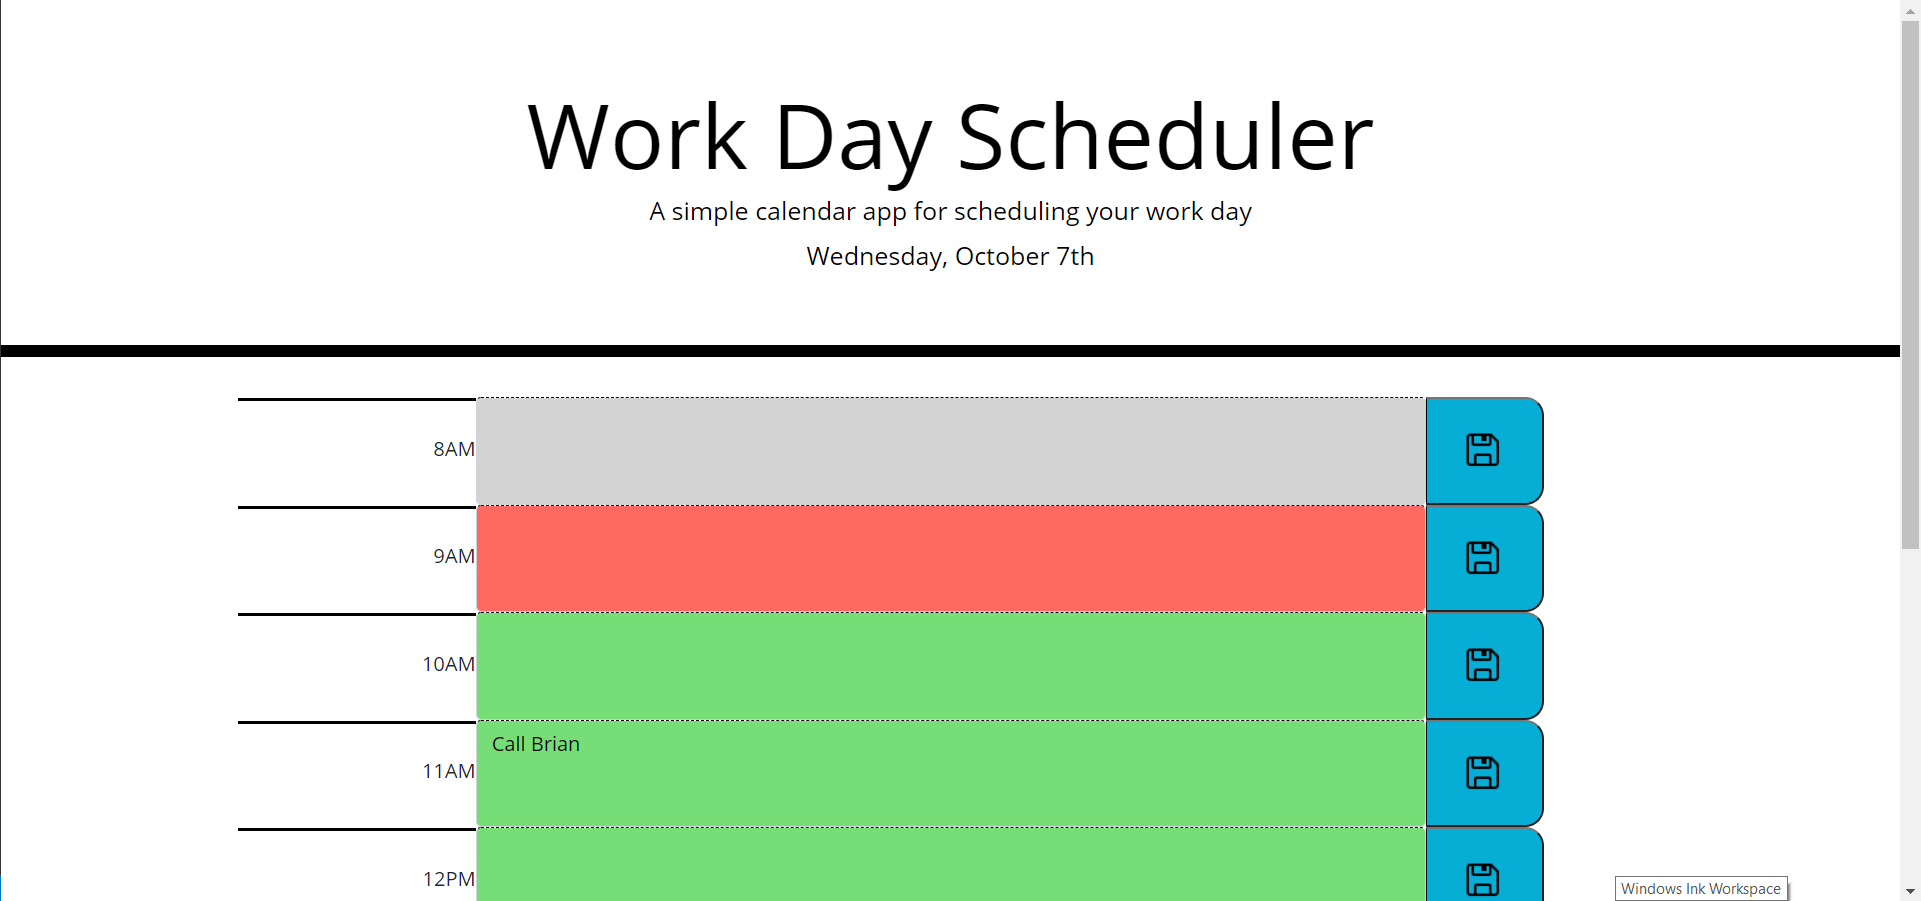 Work Day Scheduler
A simple calendar app for scheduling your work day
Wednesday, October 7th
8AM
9AM
10AM
Call Brian
11AM
12PM
Windows Ink Workspace